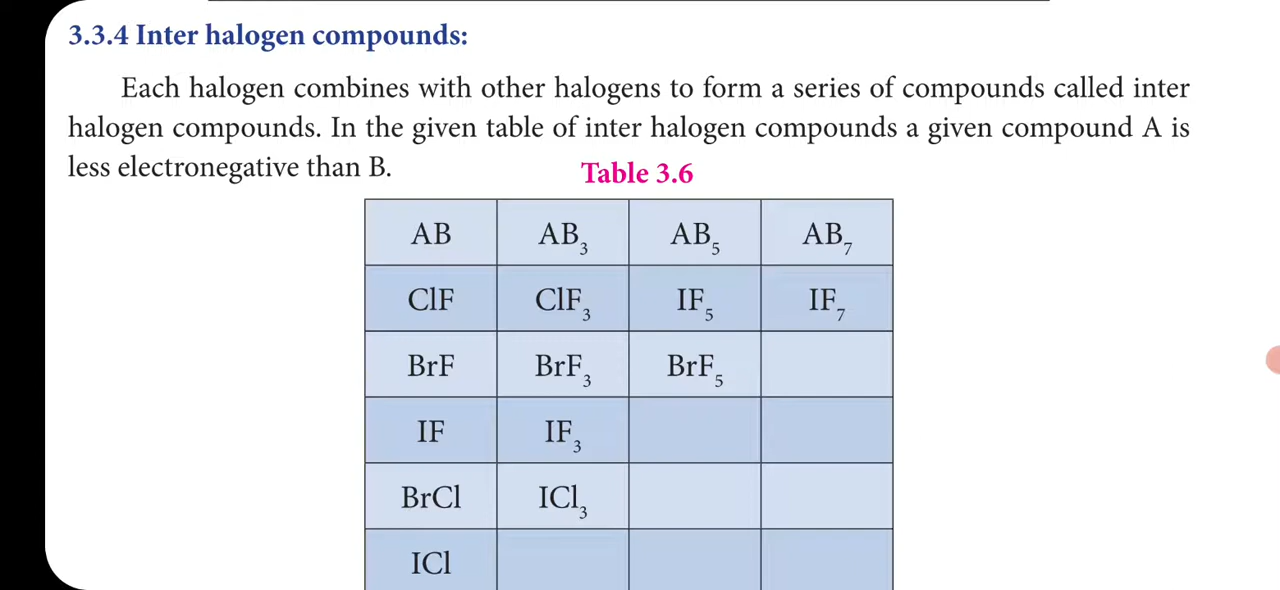 3.3.4 Inter halogen compounds:
Each halogen combines with other halogens to form a series of compounds called inter
halogen compounds. In the given table of inter halogen compounds a given compound A is
less electronegative than B.
Table 3.6
AB AB₃ AB₅ AB₇
ClF ClF₃ IF₅ IF₇
BrF BrF₃ BrF₅
IF IF₃
BrCl ICl₃
ICl